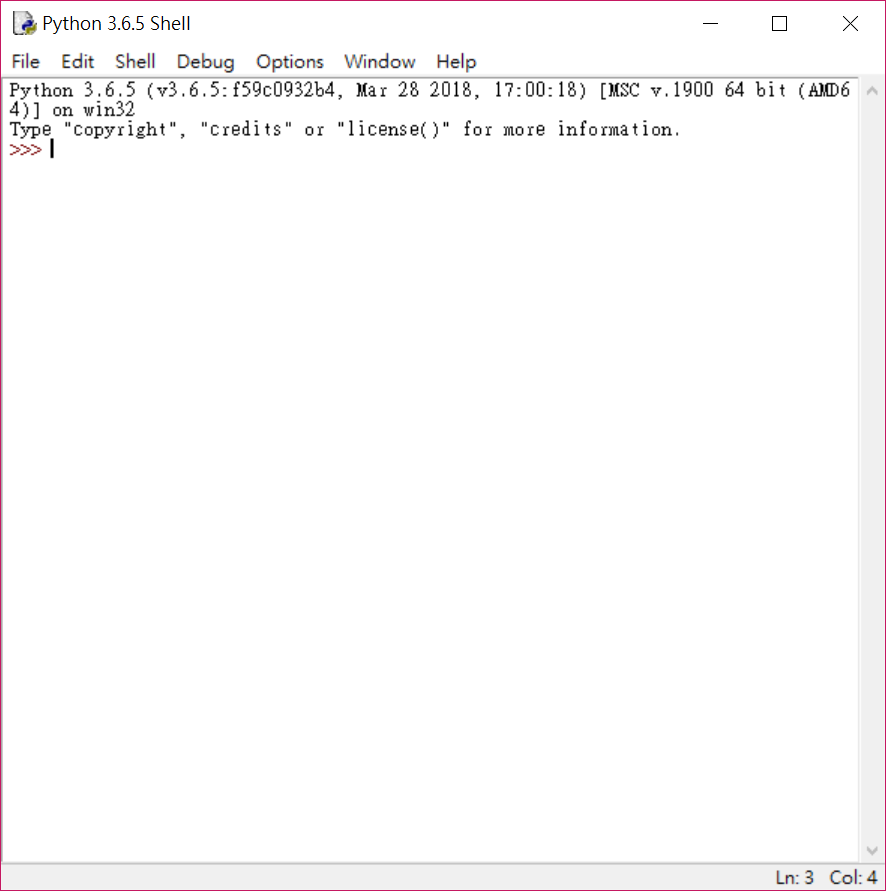 Python 3.6.5 Shell
File Edit Shell Debug Options Window Help
Python 3.6.5 (v3.6.5:f59c0932b4, Mar 28 2018, 17:00:18) [MSC v.1900 64 bit (AMD6
4)] on win32
Type "copyright", "credits" or "license()" for more information.
>>>
Ln: 3 Col: 4